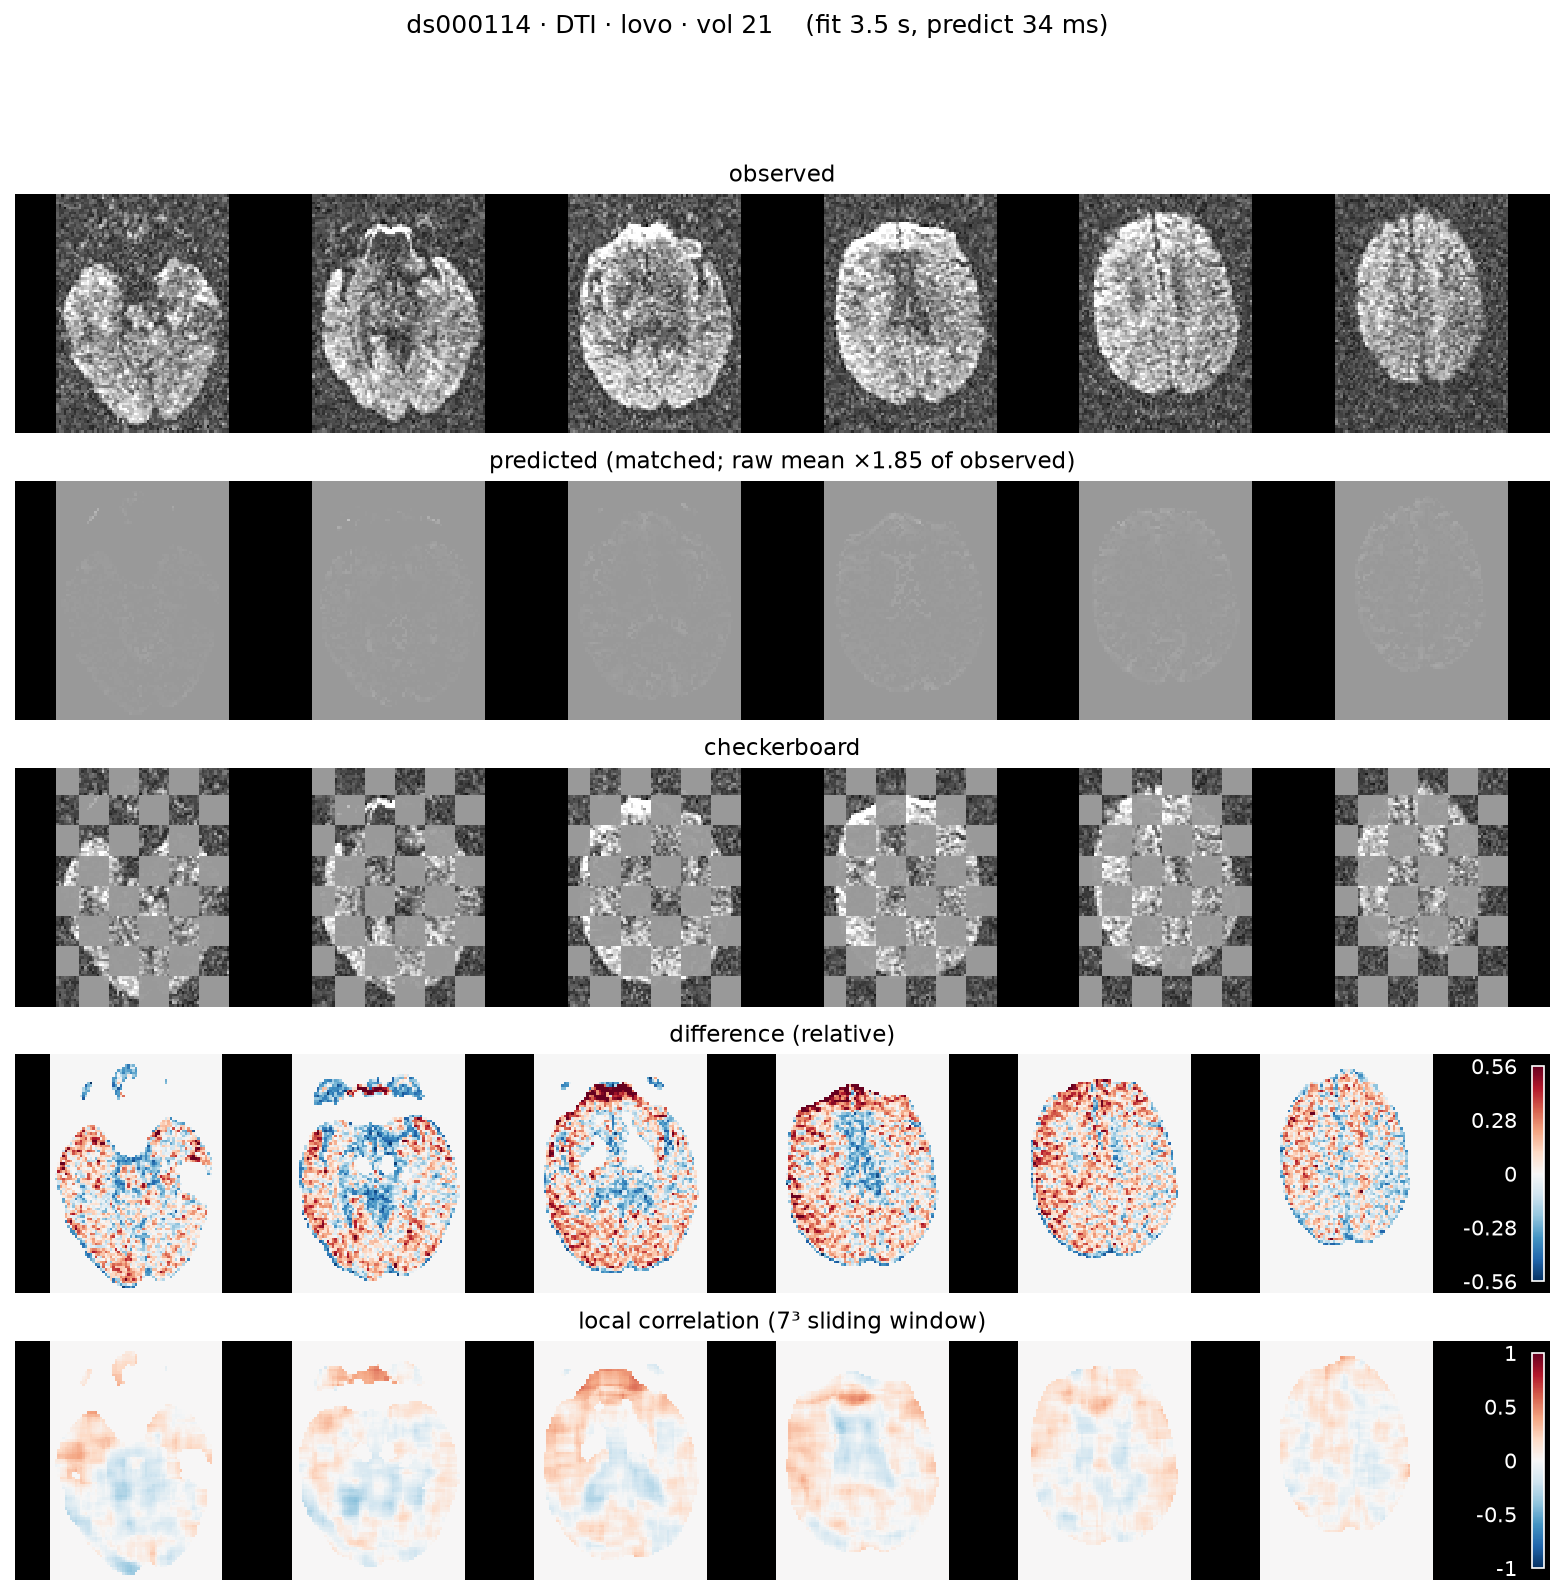 ds000114 · DTI · lovo · vol 21    (fit 3.5 s, predict 34 ms)
observed
predicted (matched; raw mean ×1.85 of observed)
checkerboard
difference (relative)
0.56
0.28
0
-0.28
-0.56
local correlation (7³ sliding window)
1
0.5
0
-0.5
-1